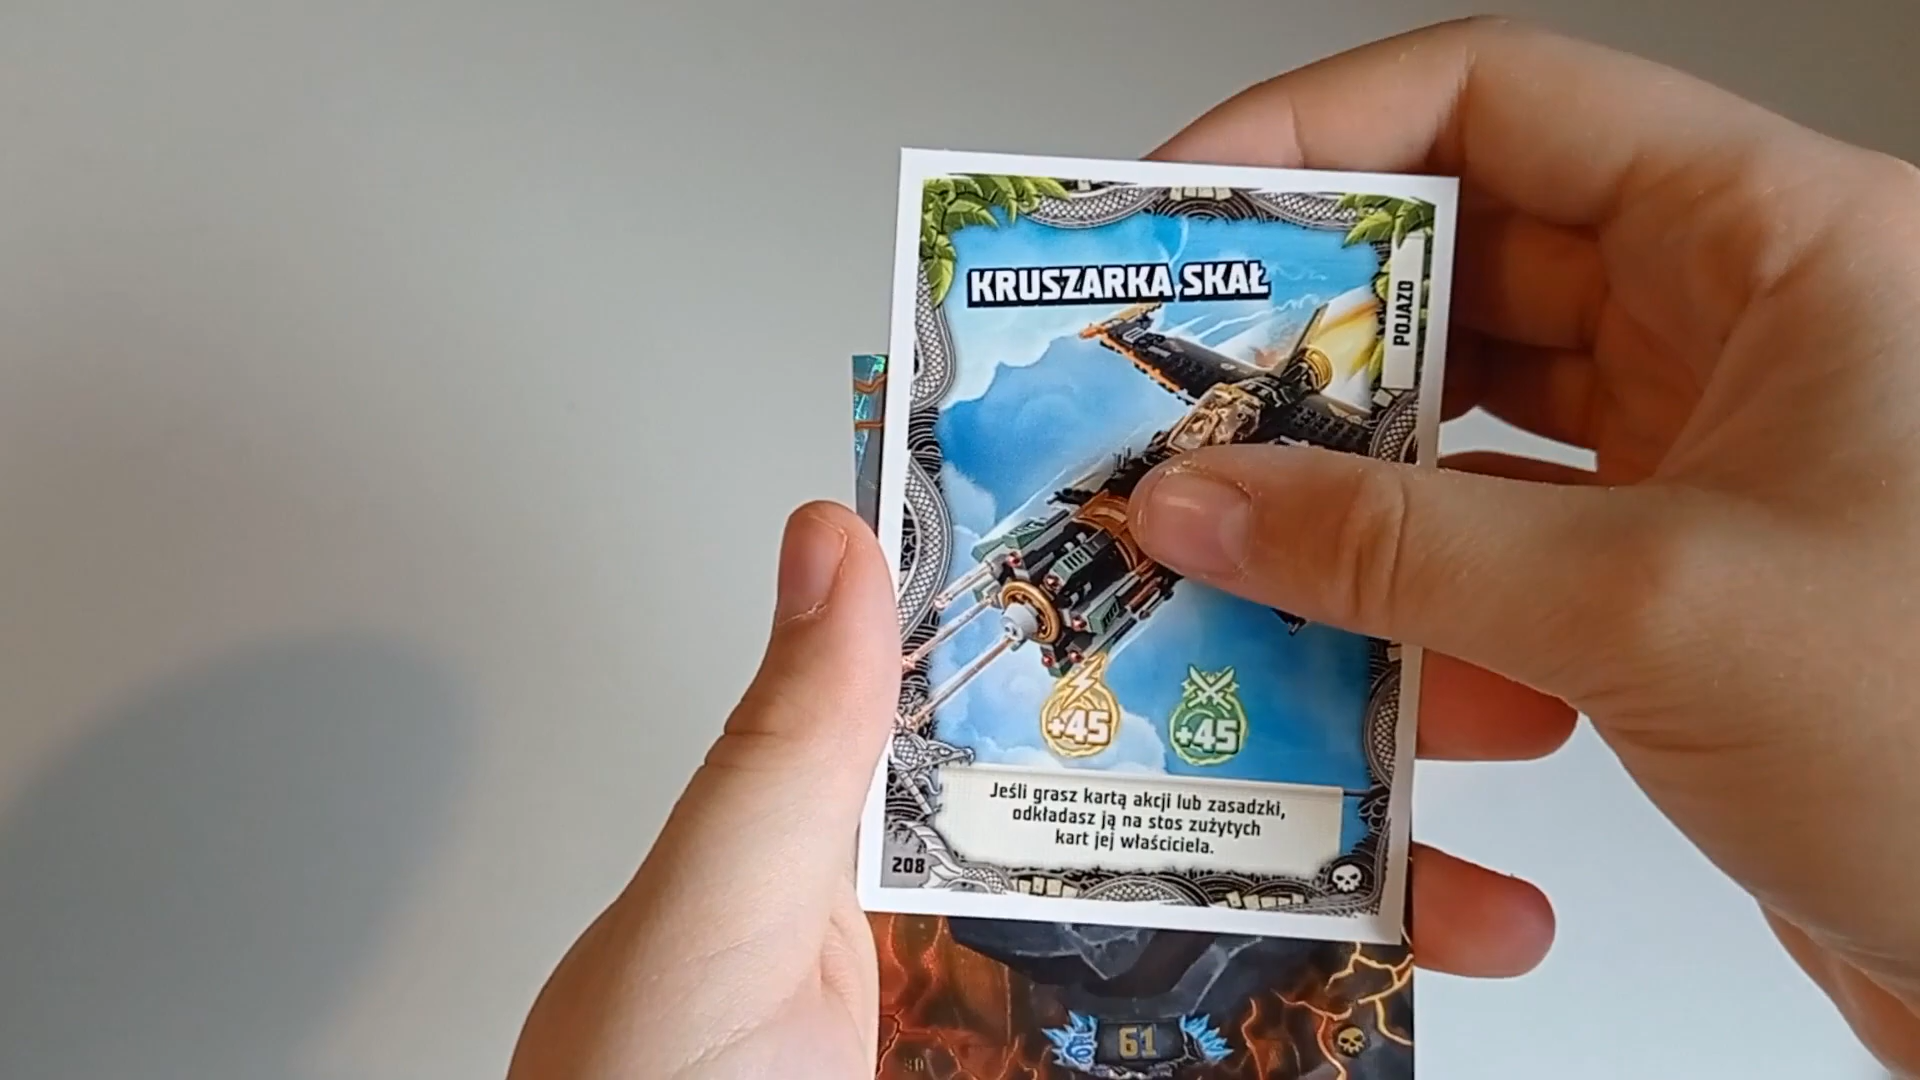 KRUSZARKA SKAŁ
POJAZD
+45
+45
Jeśli grasz kartą akcji lub zasadzki,
odkładasz ją na stos zużytych
kart jej właściciela.
208
61